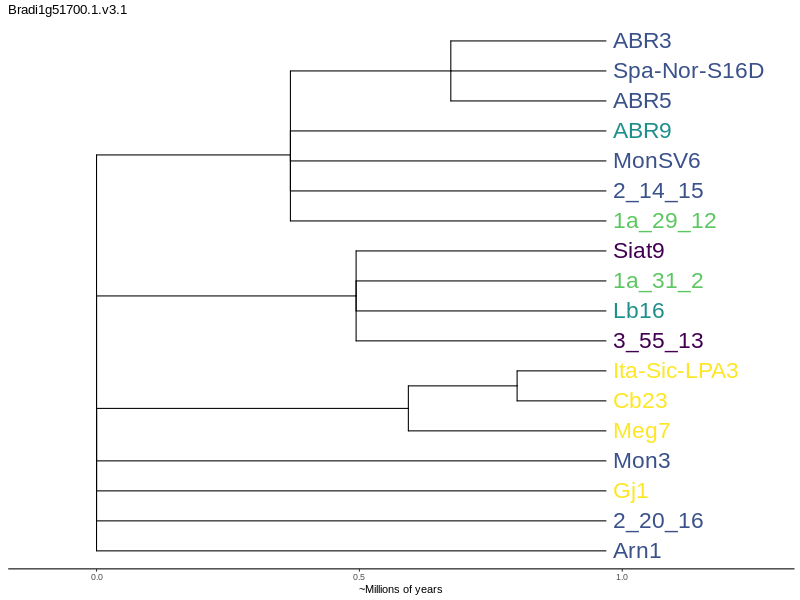 Bradi1g51700.1.v3.1
ABR3
Spa-Nor-S16D
ABR5
ABR9
MonSV6
2_14_15
1a_29_12
Siat9
1a_31_2
Lb16
3_55_13
Ita-Sic-LPA3
Cb23
Meg7
Mon3
Gj1
2_20_16
Arn1
0.0 0.5 1.0
~Millions of years